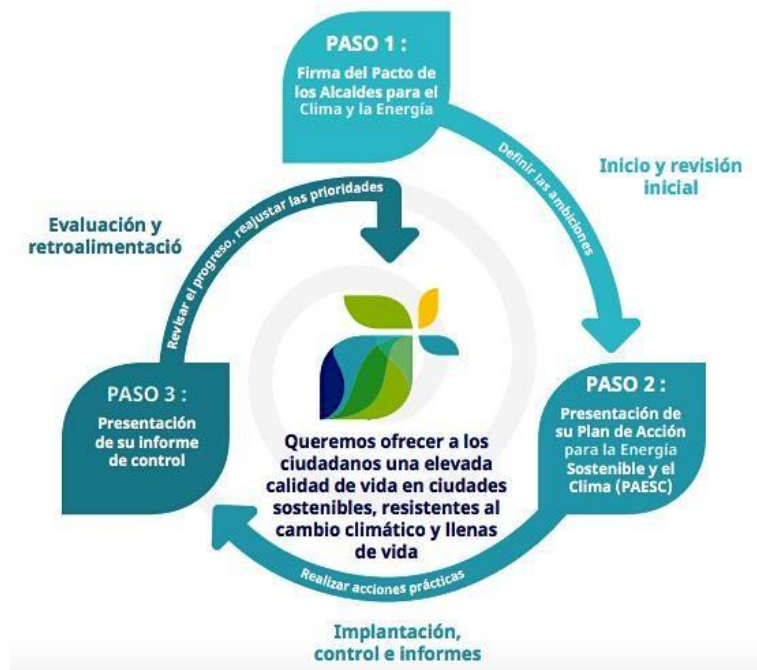 PASO 1 :
Firma del Pacto de
los Alcaldes para el
Clima y la Energía
Definir las ambiciones
Inicio y revisión
inicial
PASO 2 :
Presentación de
su Plan de Acción
para la Energía
Sostenible y el
Clima (PAESC)
Realizar acciones prácticas
Implantación,
control e informes
PASO 3 :
Presentación
de su informe
de control
Revisar el progreso, reajustar las prioridades
Evaluación y
retroalimentació
Queremos ofrecer a los
ciudadanos una elevada
calidad de vida en ciudades
sostenibles, resistentes al
cambio climático y llenas
de vida